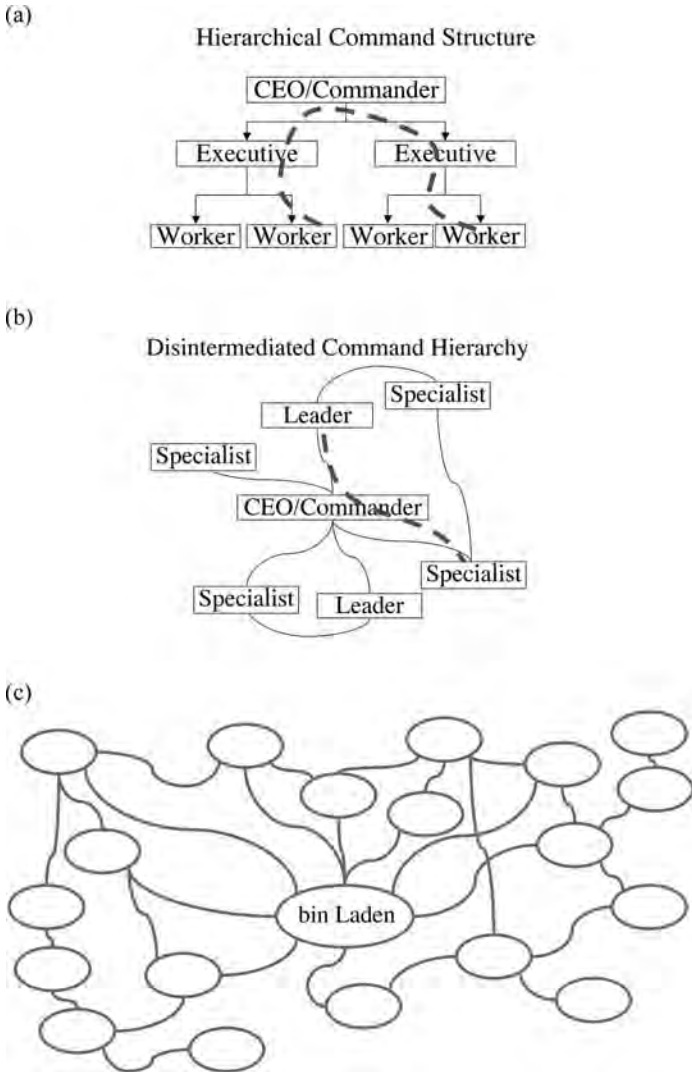 (a)
Hierarchical Command Structure
CEO/Commander
Executive Executive
Worker Worker Worker Worker
(b)
Disintermediated Command Hierarchy
Specialist
Leader
Specialist
CEO/Commander
Specialist
Specialist
Leader
(c)
bin Laden